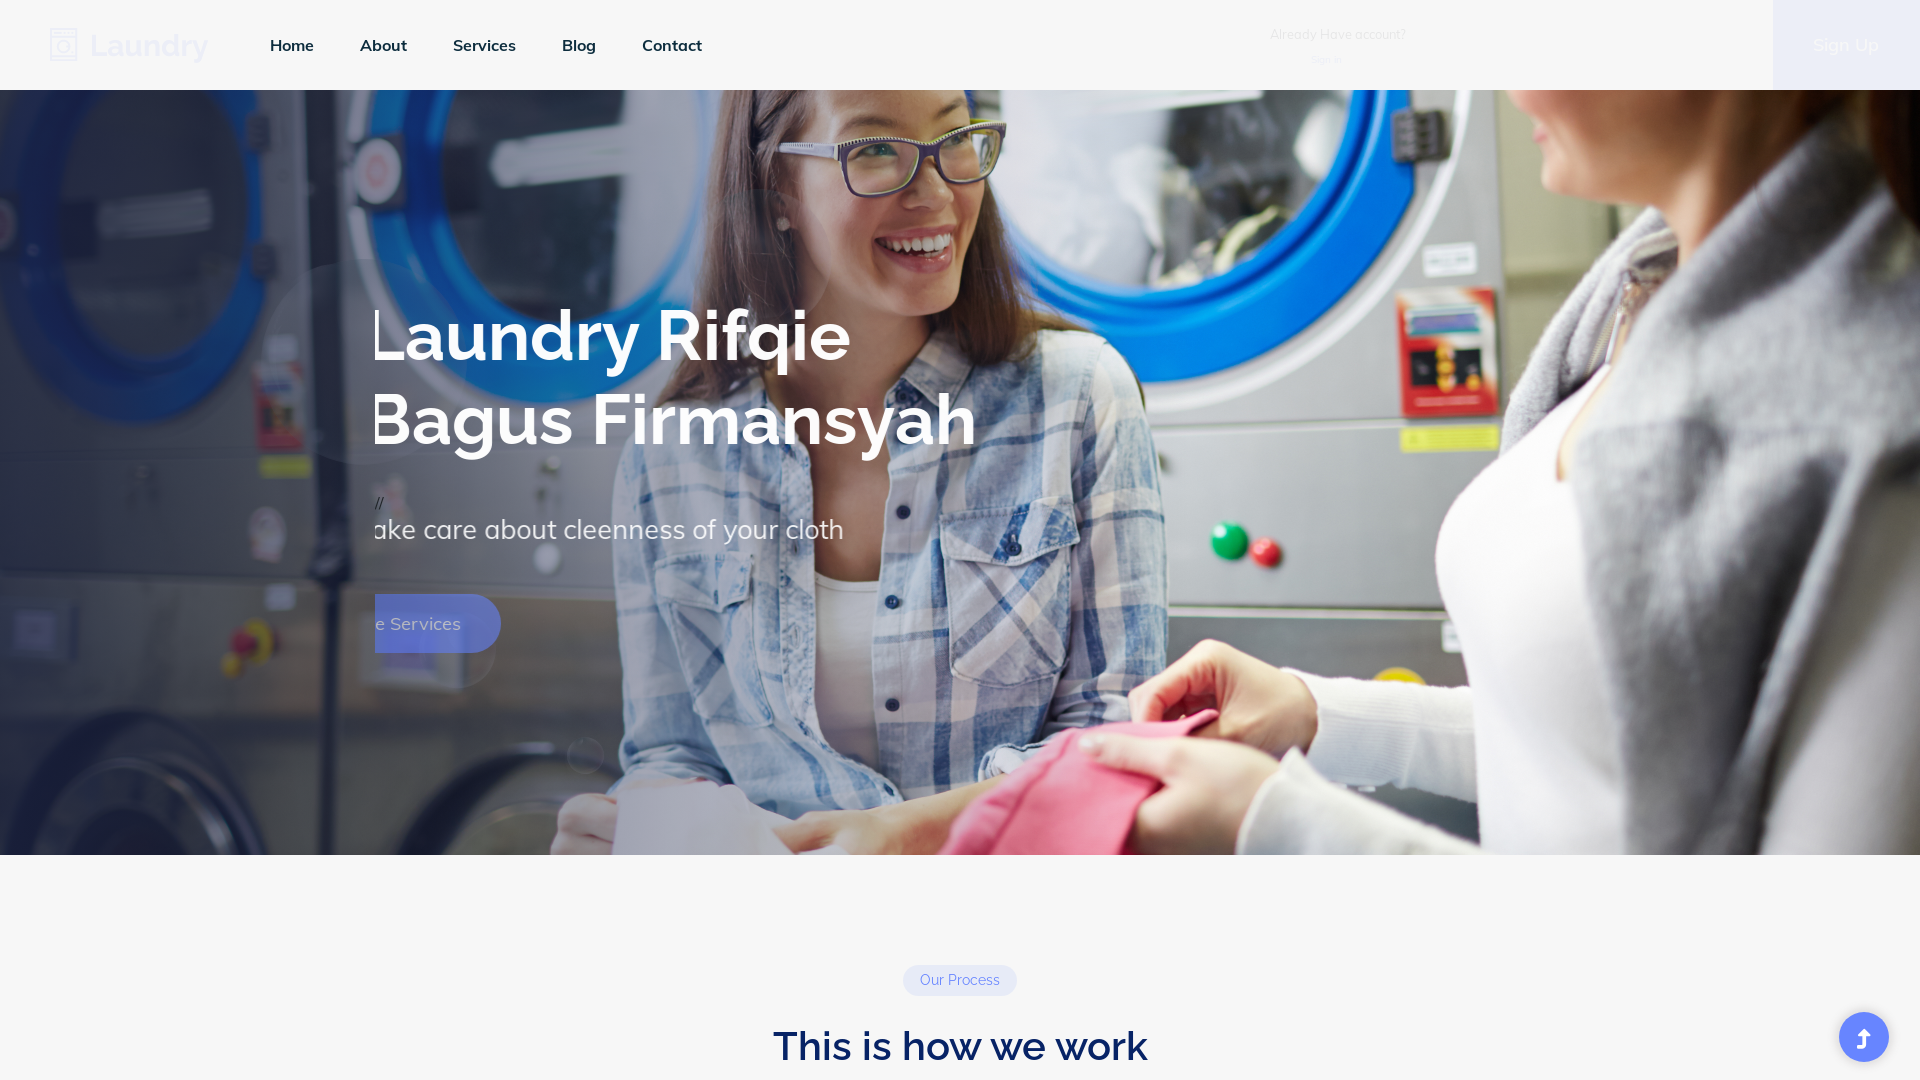 Laundry
Home
About
Services
Blog
Contact
Already Have account?
Sign in
Sign Up
Laundry Rifqie
Bagus Firmansyah
//
ake care about cleenness of your cloth
e Services
Our Process
This is how we work